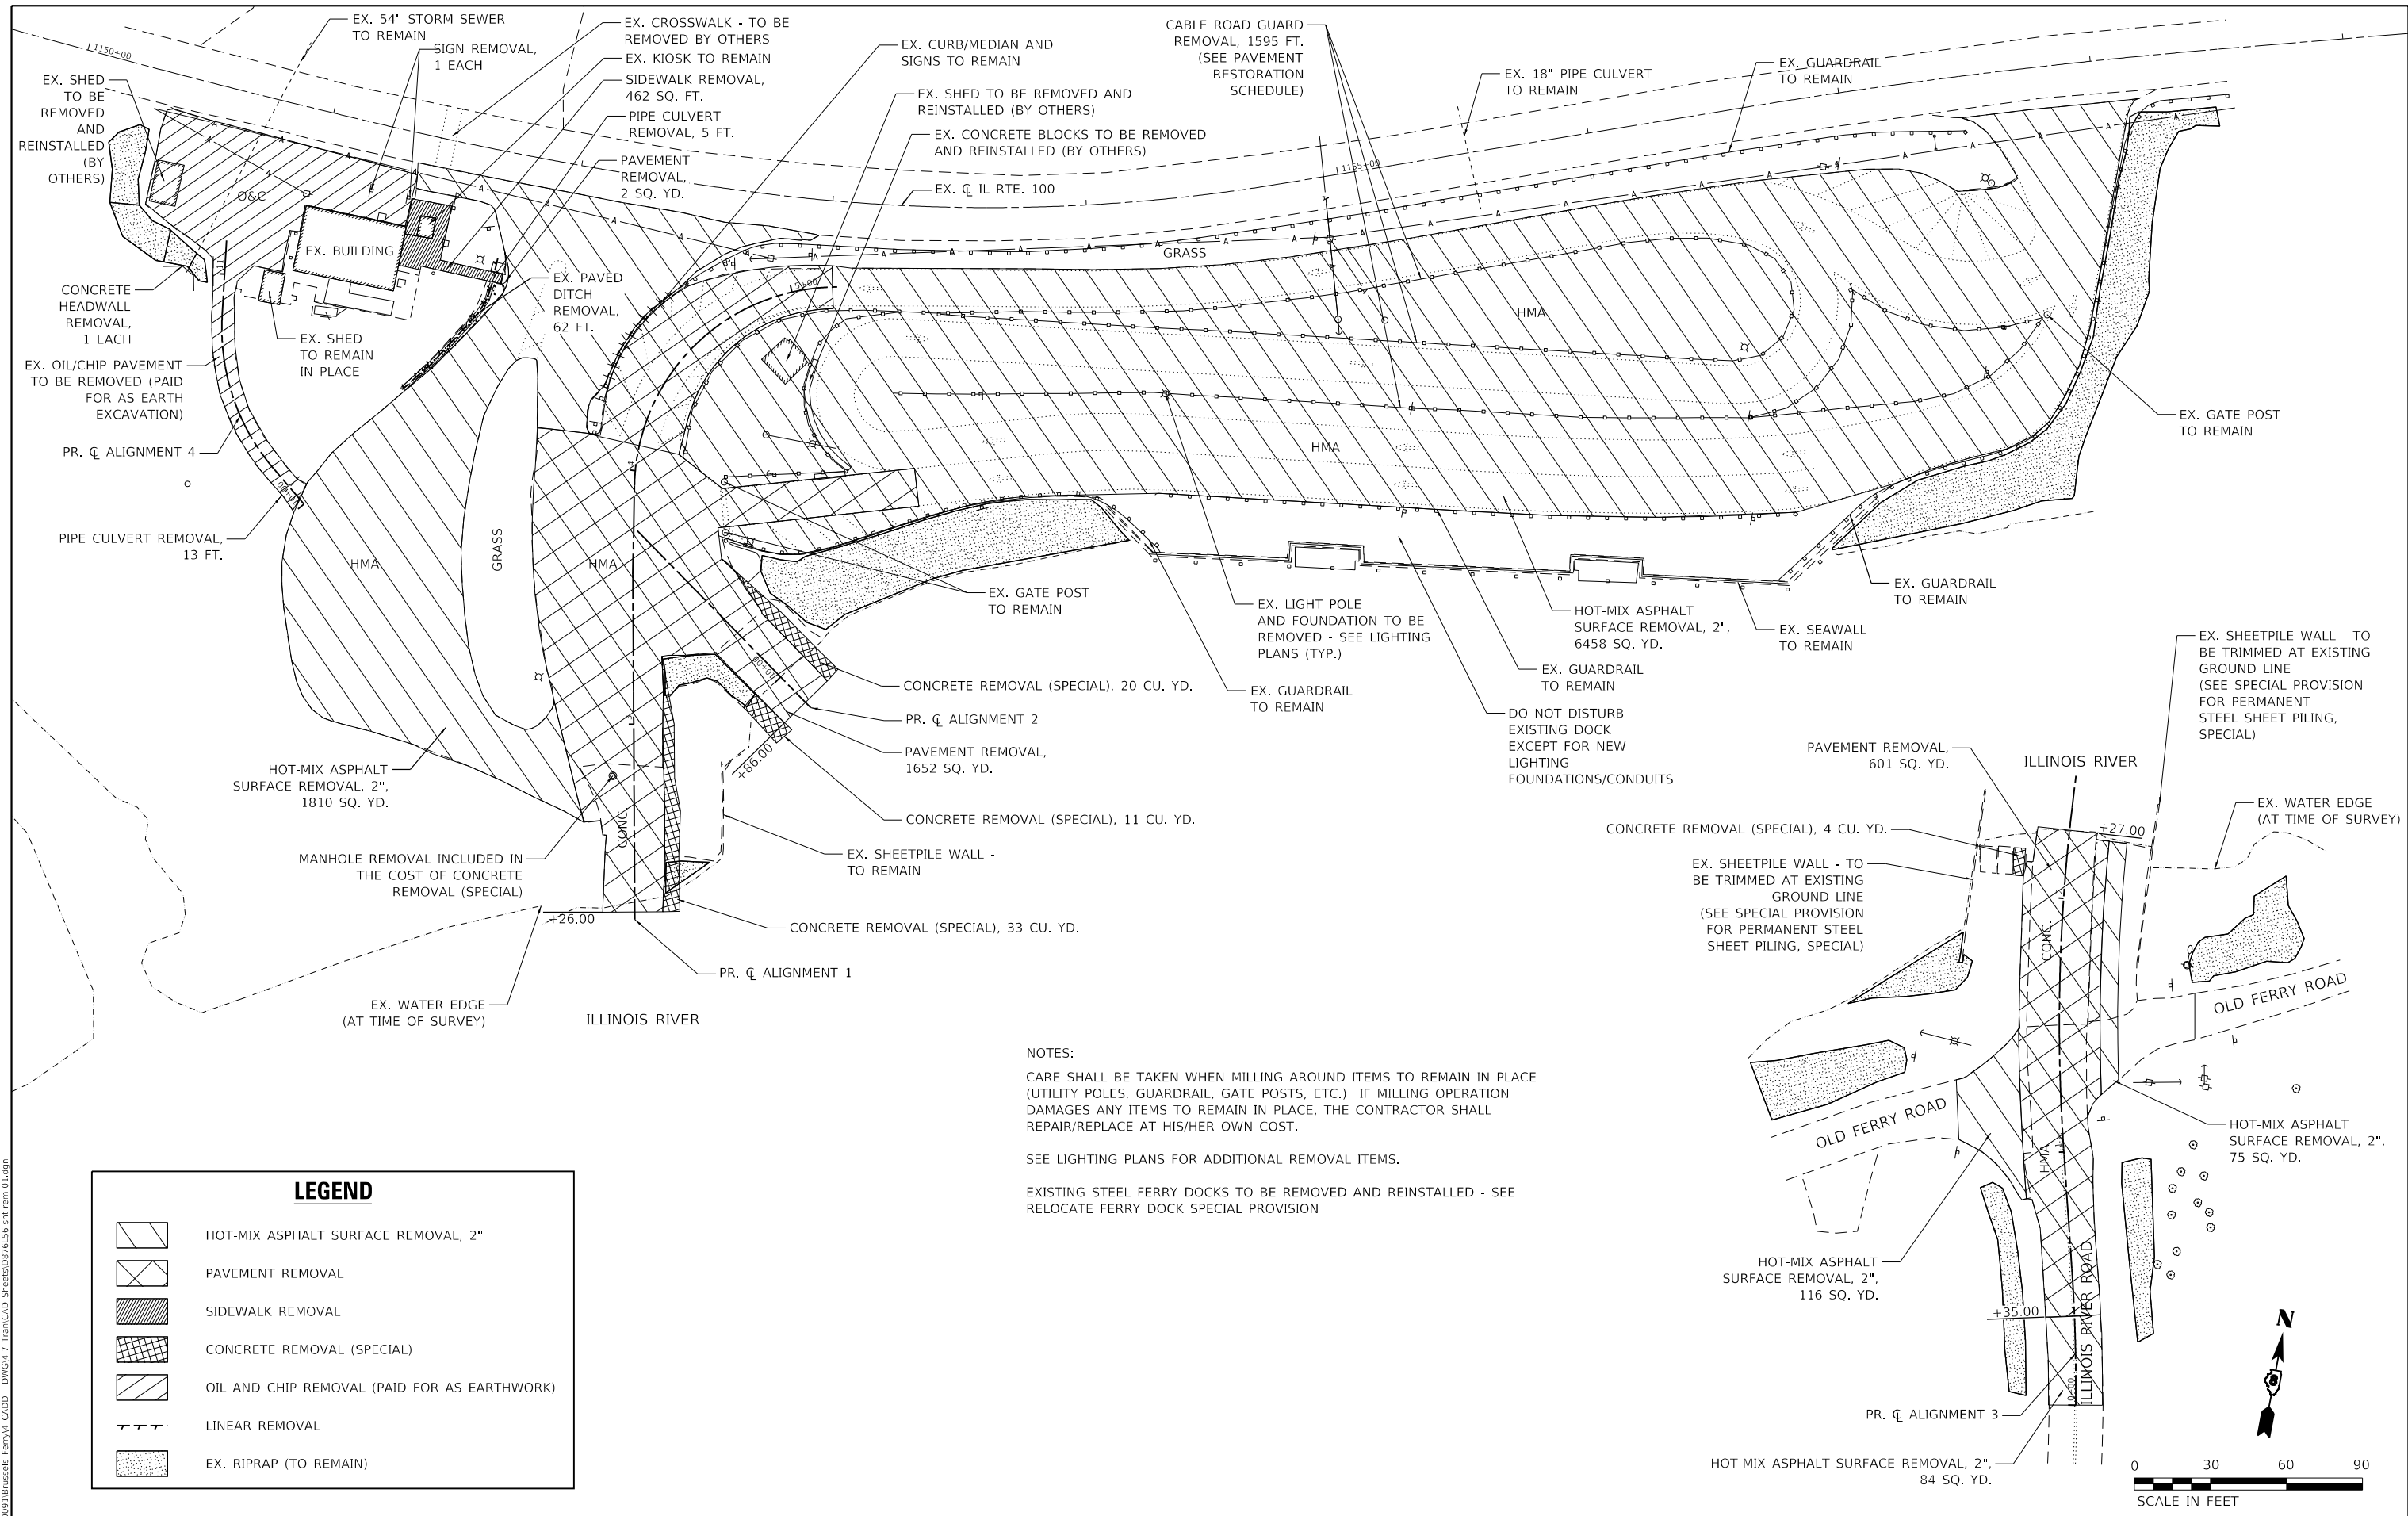 1150+00
EX. 54" STORM SEWER
TO REMAIN
SIGN REMOVAL,
1 EACH
EX. CROSSWALK - TO BE
REMOVED BY OTHERS
EX. KIOSK TO REMAIN
SIDEWALK REMOVAL,
462 SQ. FT.
PIPE CULVERT
REMOVAL, 5 FT.
PAVEMENT
REMOVAL,
2 SQ. YD.
EX. CURB/MEDIAN AND
SIGNS TO REMAIN
EX. SHED TO BE REMOVED AND
REINSTALLED (BY OTHERS)
EX. CONCRETE BLOCKS TO BE REMOVED
AND REINSTALLED (BY OTHERS)
EX. ℄ IL RTE. 100
CABLE ROAD GUARD
REMOVAL, 1595 FT.
(SEE PAVEMENT
RESTORATION
SCHEDULE)
1155+00
EX. 18" PIPE CULVERT
TO REMAIN
EX. GUARDRAIL
TO REMAIN
EX. SHED
TO BE
REMOVED
AND
REINSTALLED
(BY
OTHERS)
O&C
EX. BUILDING
CONCRETE
HEADWALL
REMOVAL,
1 EACH
EX. SHED
TO REMAIN
IN PLACE
EX. PAVED
DITCH
REMOVAL,
62 FT.
GRASS
HMA
HMA
EX. OIL/CHIP PAVEMENT
TO BE REMOVED (PAID
FOR AS EARTH
EXCAVATION)
PR. ℄ ALIGNMENT 4
PIPE CULVERT REMOVAL,
13 FT.
HMA
GRASS
HMA
EX. GATE POST
TO REMAIN
EX. GATE POST
TO REMAIN
EX. LIGHT POLE
AND FOUNDATION TO BE
REMOVED - SEE LIGHTING
PLANS (TYP.)
HOT-MIX ASPHALT
SURFACE REMOVAL, 2",
6458 SQ. YD.
EX. GUARDRAIL
TO REMAIN
EX. SEAWALL
TO REMAIN
EX. GUARDRAIL
TO REMAIN
EX. GUARDRAIL
TO REMAIN
DO NOT DISTURB
EXISTING DOCK
EXCEPT FOR NEW
LIGHTING
FOUNDATIONS/CONDUITS
CONCRETE REMOVAL (SPECIAL), 20 CU. YD.
PR. ℄ ALIGNMENT 2
PAVEMENT REMOVAL,
1652 SQ. YD.
+86.00
CONCRETE REMOVAL (SPECIAL), 11 CU. YD.
HOT-MIX ASPHALT
SURFACE REMOVAL, 2",
1810 SQ. YD.
CONC.
MANHOLE REMOVAL INCLUDED IN
THE COST OF CONCRETE
REMOVAL (SPECIAL)
EX. SHEETPILE WALL -
TO REMAIN
+26.00
CONCRETE REMOVAL (SPECIAL), 33 CU. YD.
PR. ℄ ALIGNMENT 1
EX. WATER EDGE
(AT TIME OF SURVEY)
ILLINOIS RIVER
EX. SHEETPILE WALL - TO
BE TRIMMED AT EXISTING
GROUND LINE
(SEE SPECIAL PROVISION
FOR PERMANENT
STEEL SHEET PILING,
SPECIAL)
PAVEMENT REMOVAL,
601 SQ. YD.
ILLINOIS RIVER
CONCRETE REMOVAL (SPECIAL), 4 CU. YD.
+27.00
EX. WATER EDGE
(AT TIME OF SURVEY)
EX. SHEETPILE WALL - TO
BE TRIMMED AT EXISTING
GROUND LINE
(SEE SPECIAL PROVISION
FOR PERMANENT STEEL
SHEET PILING, SPECIAL)
CONC.
OLD FERRY ROAD
OLD FERRY ROAD
HMA
HOT-MIX ASPHALT
SURFACE REMOVAL, 2",
75 SQ. YD.
HOT-MIX ASPHALT
SURFACE REMOVAL, 2",
116 SQ. YD.
ILLINOIS RIVER ROAD
+35.00
PR. ℄ ALIGNMENT 3
HOT-MIX ASPHALT SURFACE REMOVAL, 2",
84 SQ. YD.
NOTES:
CARE SHALL BE TAKEN WHEN MILLING AROUND ITEMS TO REMAIN IN PLACE
(UTILITY POLES, GUARDRAIL, GATE POSTS, ETC.) IF MILLING OPERATION
DAMAGES ANY ITEMS TO REMAIN IN PLACE, THE CONTRACTOR SHALL
REPAIR/REPLACE AT HIS/HER OWN COST.
SEE LIGHTING PLANS FOR ADDITIONAL REMOVAL ITEMS.
EXISTING STEEL FERRY DOCKS TO BE REMOVED AND REINSTALLED - SEE
RELOCATE FERRY DOCK SPECIAL PROVISION
LEGEND
HOT-MIX ASPHALT SURFACE REMOVAL, 2"
PAVEMENT REMOVAL
SIDEWALK REMOVAL
CONCRETE REMOVAL (SPECIAL)
OIL AND CHIP REMOVAL (PAID FOR AS EARTHWORK)
LINEAR REMOVAL
EX. RIPRAP (TO REMAIN)
N
0 30 60 90
SCALE IN FEET